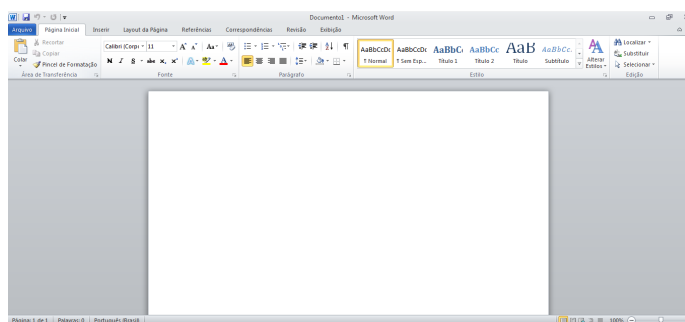 Documento1 - Microsoft Word
Arquivo Página Inicial Inserir Layout da Página Referências Correspondências Revisão Exibição
Colar
Recortar
Copiar
Pincel de Formatação
Área de Transferência
Calibri (Corpo 11
N I S abc x, x²
Fonte
Parágrafo
AaBbCcDc AaBbCcDc AaBbC AaBbCc AaB AaBbCc.
¶ Normal ¶ Sem Esp... Título 1 Título 2 Título Subtítulo
Alterar Estilos
Estilo
Localizar
Substituir
Selecionar
Edição
Página: 1 de 1 Palavras: 0 Português (Brasil) 100%